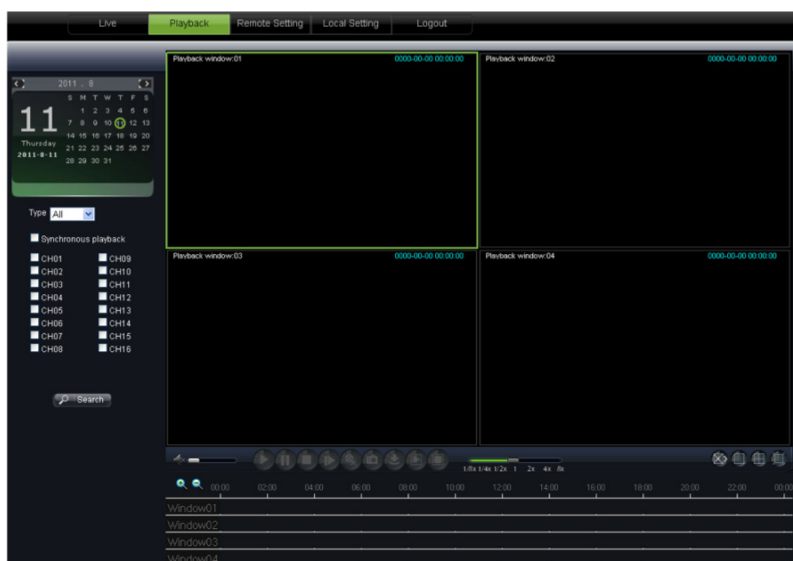 Live Playback Remote Setting Local Setting Logout
2011 . 8
S M T W T F S
1 2 3 4 5 6
7 8 9 10 11 12 13
14 15 16 17 18 19 20
21 22 23 24 25 26 27
28 29 30 31
11
Thursday
2011-8-11
Type All
Synchronous playback
CH01 CH09
CH02 CH10
CH03 CH11
CH04 CH12
CH05 CH13
CH06 CH14
CH07 CH15
CH08 CH16
Search
Playback window:01 0000-00-00 00:00:00
Playback window:02 0000-00-00 00:00:00
Playback window:03 0000-00-00 00:00:00
Playback window:04 0000-00-00 00:00:00
1/8x 1/4x 1/2x 1 2x 4x 8x
00:00 02:00 04:00 06:00 08:00 10:00 12:00 14:00 16:00 18:00 20:00 22:00 00:00
Window01
Window02
Window03
Window04